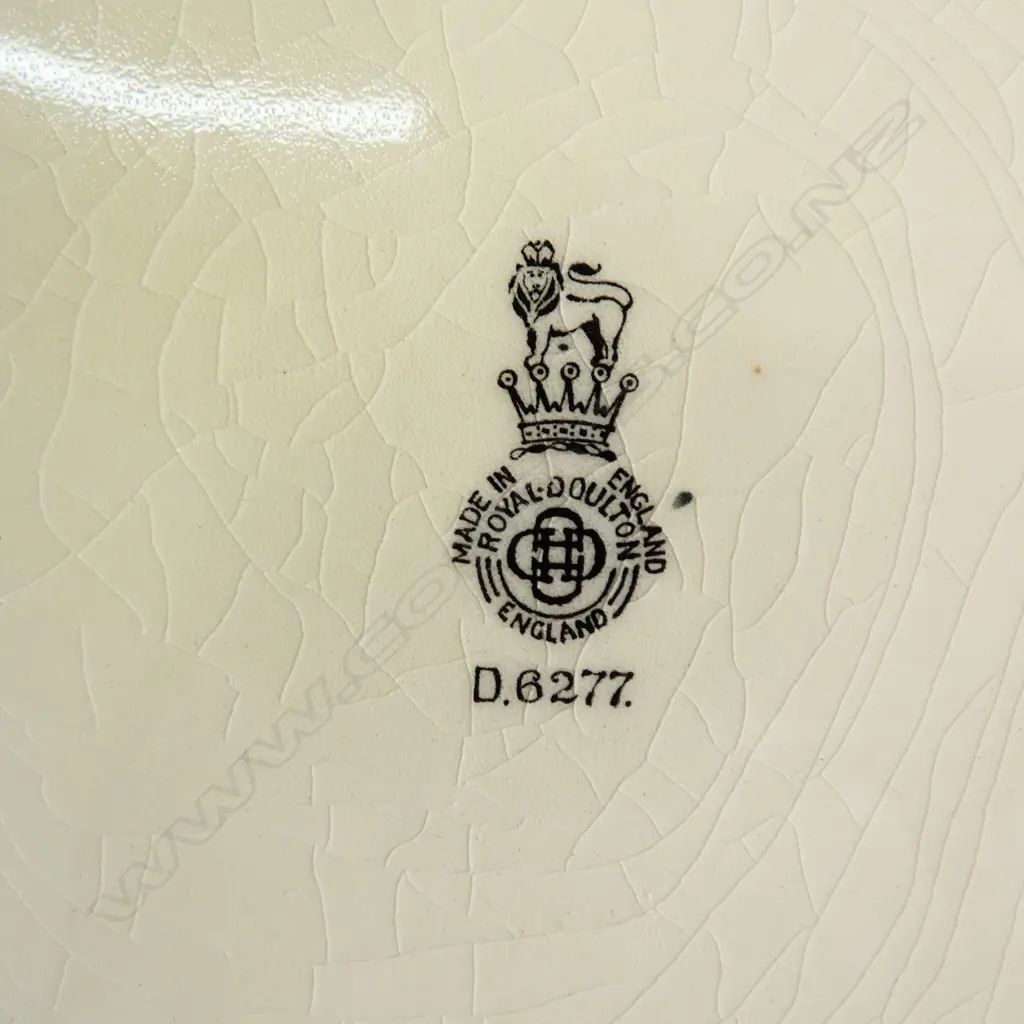 MADE IN ENGLAND
ROYAL·DOULTON
ENGLAND
D.6277.